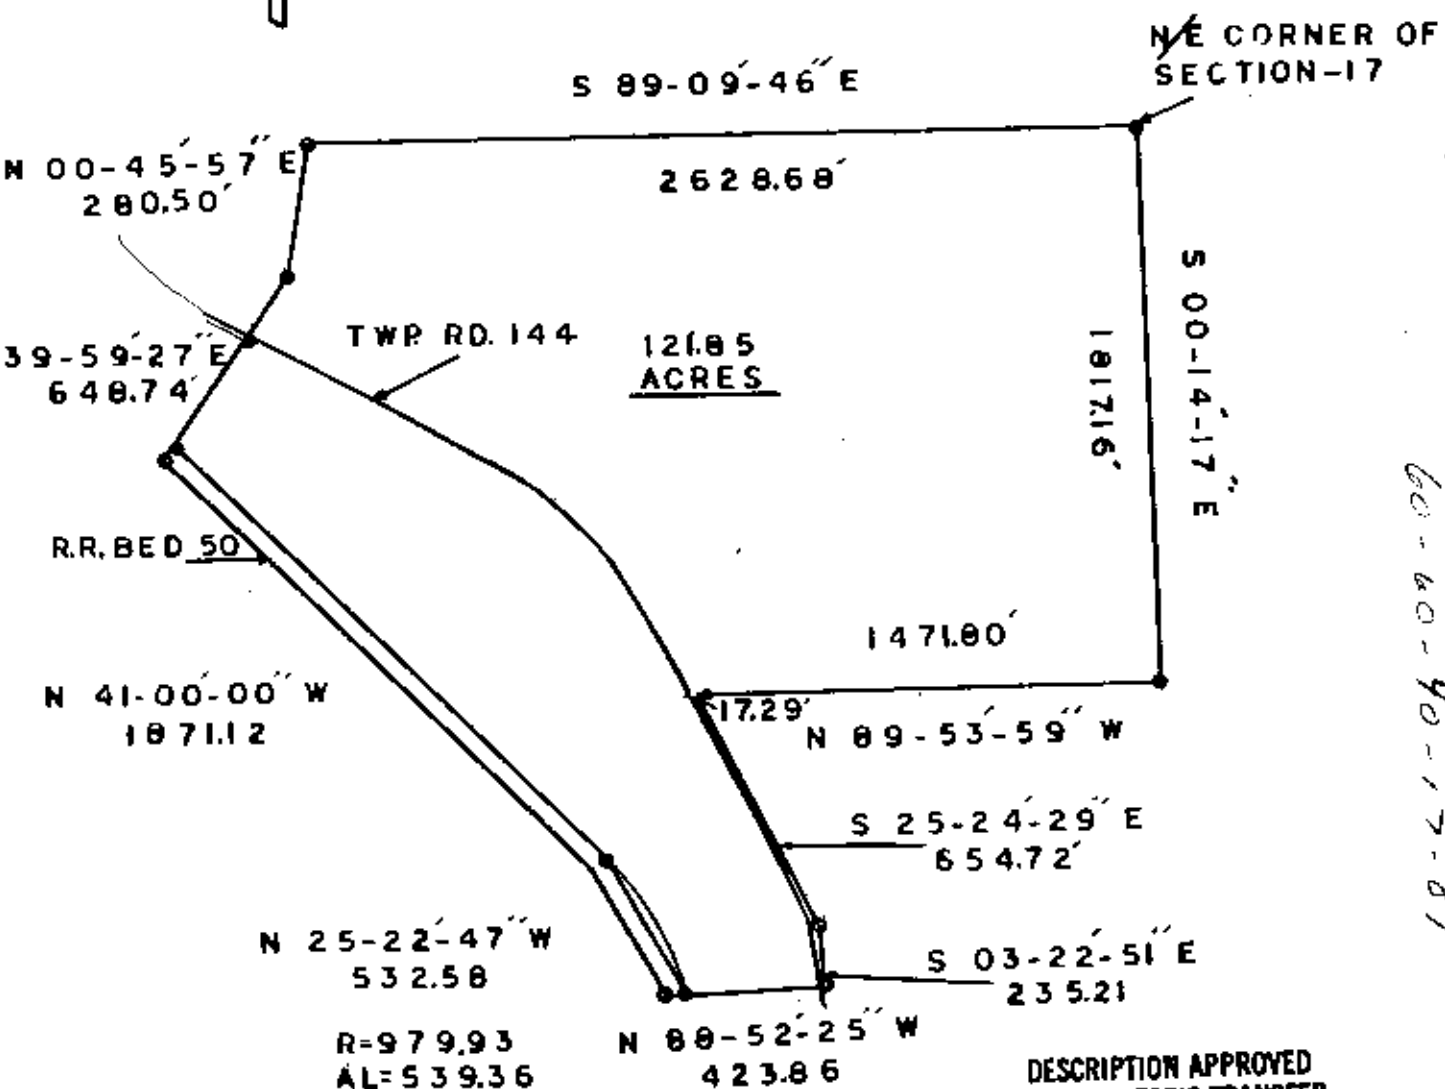 N/E CORNER OF
SECTION-17
S 89-09'-46" E
2628.68'
N 00-45'-57" E
280.50'
39-59'-27" E
648.74'
TWP. RD. 144
121.85
ACRES
S 00-14'-17" E
1817.16'
R.R. BED 50
1471.80'
17.29'
N 89-53'-59" W
N 41-00'-00" W
1871.12
S 25-24'-29" E
654.72'
N 25-22'-47" W
532.58
S 03-22'-51" E
235.21
R=979.93
AL=539.36
N 88-52'-25" W
423.86
DESCRIPTION APPROVED